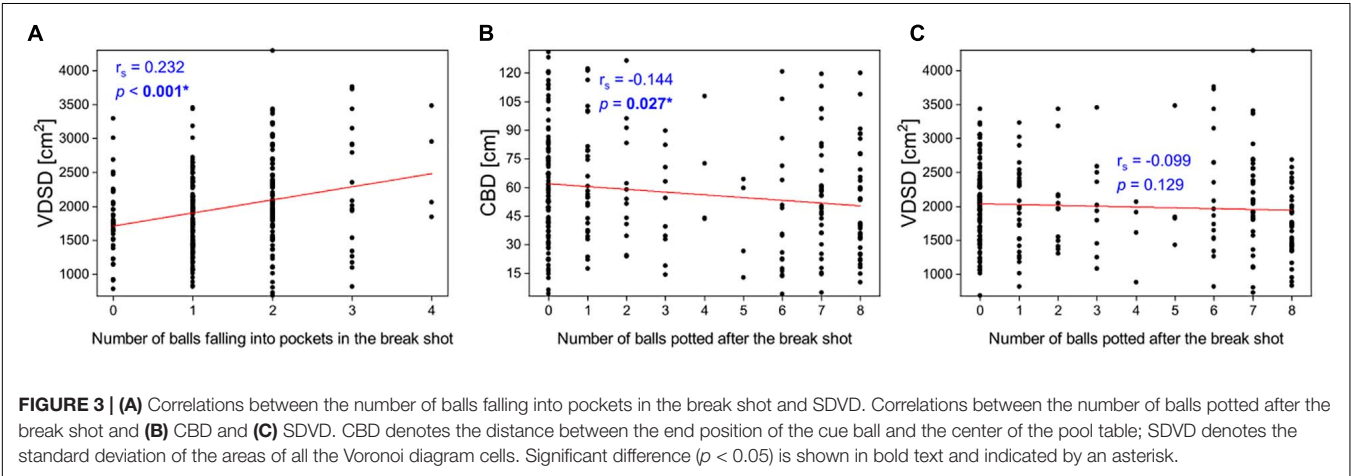 A
VDSD [cm²]
4000
3500
3000
2500
2000
1500
1000
r_s = 0.232
p < 0.001*
0 1 2 3 4
Number of balls falling into pockets in the break shot
B
CBD [cm]
120
105
90
75
60
45
30
15
r_s = -0.144
p = 0.027*
0 1 2 3 4 5 6 7 8
Number of balls potted after the break shot
C
VDSD [cm²]
4000
3500
3000
2500
2000
1500
1000
r_s = -0.099
p = 0.129
0 1 2 3 4 5 6 7 8
Number of balls potted after the break shot
FIGURE 3 | (A) Correlations between the number of balls falling into pockets in the break shot and SDVD. Correlations between the number of balls potted after the
break shot and (B) CBD and (C) SDVD. CBD denotes the distance between the end position of the cue ball and the center of the pool table; SDVD denotes the
standard deviation of the areas of all the Voronoi diagram cells. Significant difference (p < 0.05) is shown in bold text and indicated by an asterisk.